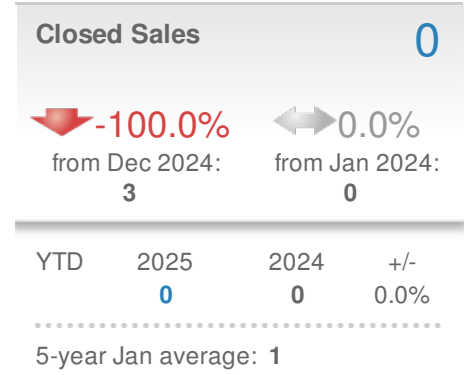 Closed Sales 0
-100.0% 0.0%
from Dec 2024: from Jan 2024:
3 0
YTD 2025 2024 +/-
0 0 0.0%
5-year Jan average: 1